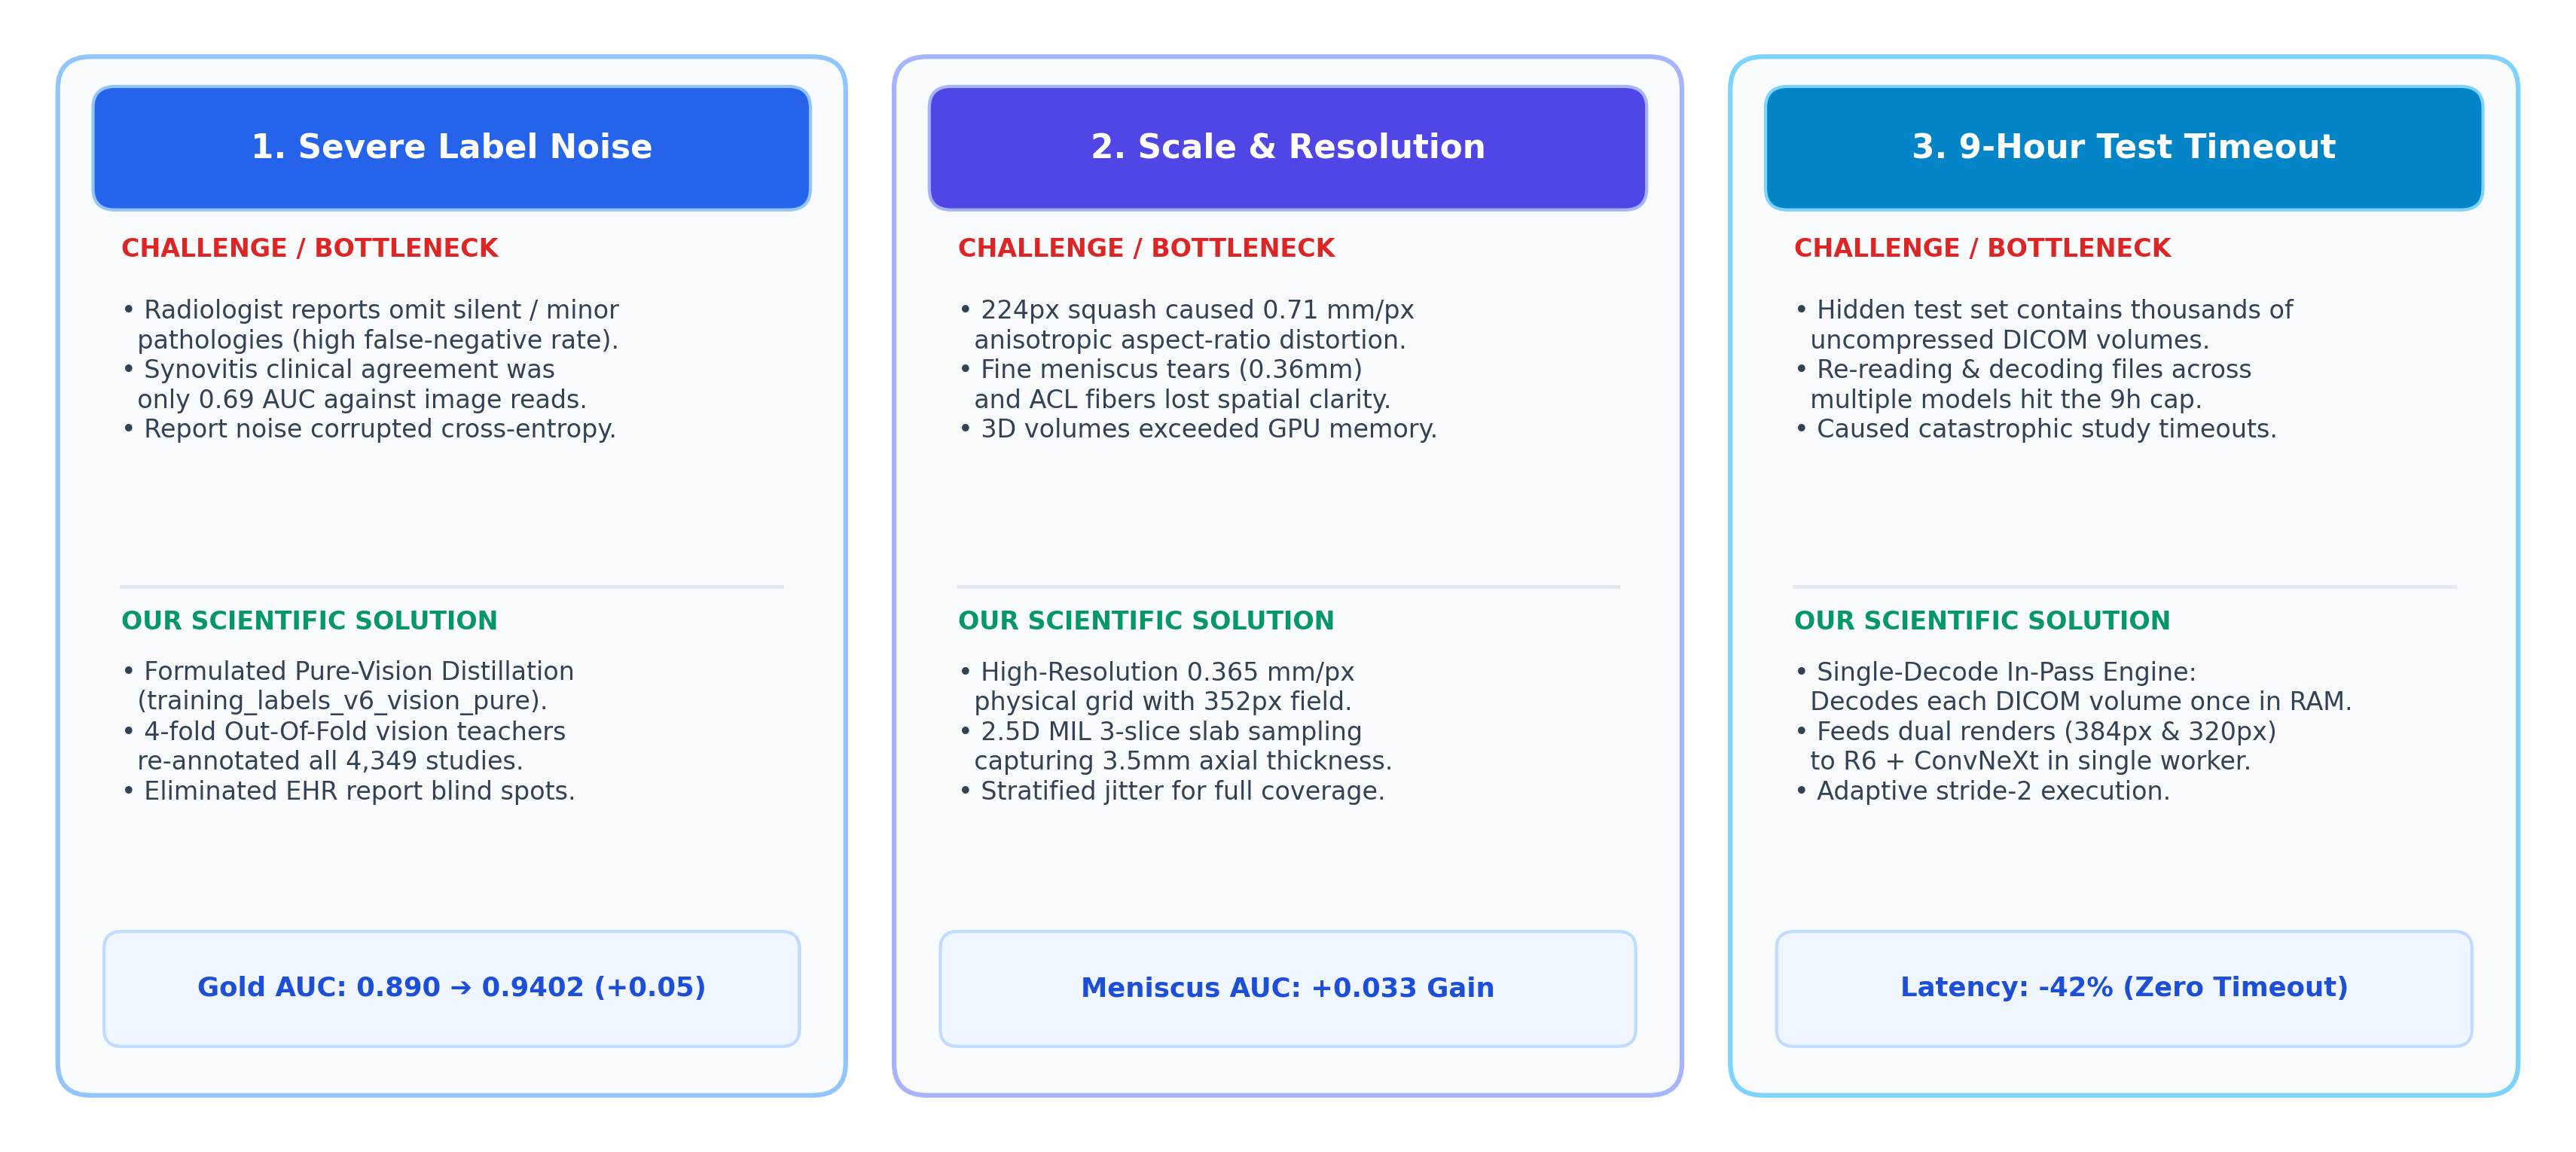 1. Severe Label Noise
CHALLENGE / BOTTLENECK
• Radiologist reports omit silent / minor
pathologies (high false-negative rate).
• Synovitis clinical agreement was
only 0.69 AUC against image reads.
• Report noise corrupted cross-entropy.
OUR SCIENTIFIC SOLUTION
• Formulated Pure-Vision Distillation
(training_labels_v6_vision_pure).
• 4-fold Out-Of-Fold vision teachers
re-annotated all 4,349 studies.
• Eliminated EHR report blind spots.
Gold AUC: 0.890 ➔ 0.9402 (+0.05)
2. Scale & Resolution
CHALLENGE / BOTTLENECK
• 224px squash caused 0.71 mm/px
anisotropic aspect-ratio distortion.
• Fine meniscus tears (0.36mm)
and ACL fibers lost spatial clarity.
• 3D volumes exceeded GPU memory.
OUR SCIENTIFIC SOLUTION
• High-Resolution 0.365 mm/px
physical grid with 352px field.
• 2.5D MIL 3-slice slab sampling
capturing 3.5mm axial thickness.
• Stratified jitter for full coverage.
Meniscus AUC: +0.033 Gain
3. 9-Hour Test Timeout
CHALLENGE / BOTTLENECK
• Hidden test set contains thousands of
uncompressed DICOM volumes.
• Re-reading & decoding files across
multiple models hit the 9h cap.
• Caused catastrophic study timeouts.
OUR SCIENTIFIC SOLUTION
• Single-Decode In-Pass Engine:
Decodes each DICOM volume once in RAM.
• Feeds dual renders (384px & 320px)
to R6 + ConvNeXt in single worker.
• Adaptive stride-2 execution.
Latency: -42% (Zero Timeout)